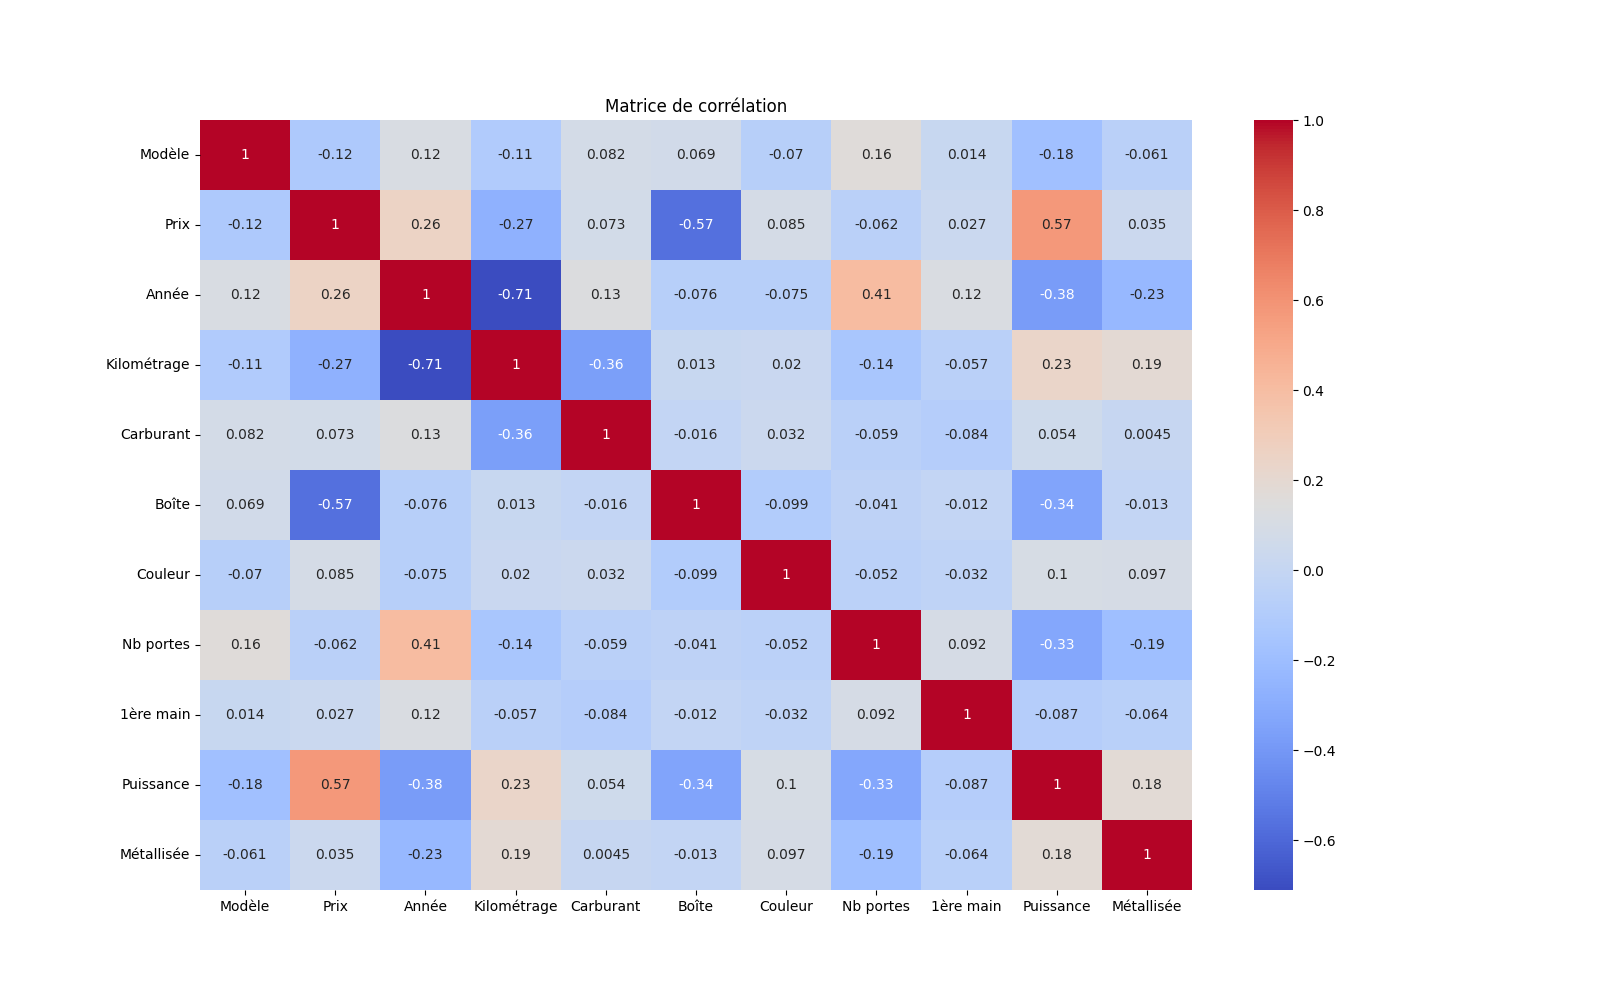 Matrice de corrélation
Modèle 1 -0.12 0.12 -0.11 0.082 0.069 -0.07 0.16 0.014 -0.18 -0.061
Prix -0.12 1 0.26 -0.27 0.073 -0.57 0.085 -0.062 0.027 0.57 0.035
Année 0.12 0.26 1 -0.71 0.13 -0.076 -0.075 0.41 0.12 -0.38 -0.23
Kilométrage -0.11 -0.27 -0.71 1 -0.36 0.013 0.02 -0.14 -0.057 0.23 0.19
Carburant 0.082 0.073 0.13 -0.36 1 -0.016 0.032 -0.059 -0.084 0.054 0.0045
Boîte 0.069 -0.57 -0.076 0.013 -0.016 1 -0.099 -0.041 -0.012 -0.34 -0.013
Couleur -0.07 0.085 -0.075 0.02 0.032 -0.099 1 -0.052 -0.032 0.1 0.097
Nb portes 0.16 -0.062 0.41 -0.14 -0.059 -0.041 -0.052 1 0.092 -0.33 -0.19
1ère main 0.014 0.027 0.12 -0.057 -0.084 -0.012 -0.032 0.092 1 -0.087 -0.064
Puissance -0.18 0.57 -0.38 0.23 0.054 -0.34 0.1 -0.33 -0.087 1 0.18
Métallisée -0.061 0.035 -0.23 0.19 0.0045 -0.013 0.097 -0.19 -0.064 0.18 1
Modèle Prix Année Kilométrage Carburant Boîte Couleur Nb portes 1ère main Puissance Métallisée
1.0
0.8
0.6
0.4
0.2
0.0
−0.2
−0.4
−0.6